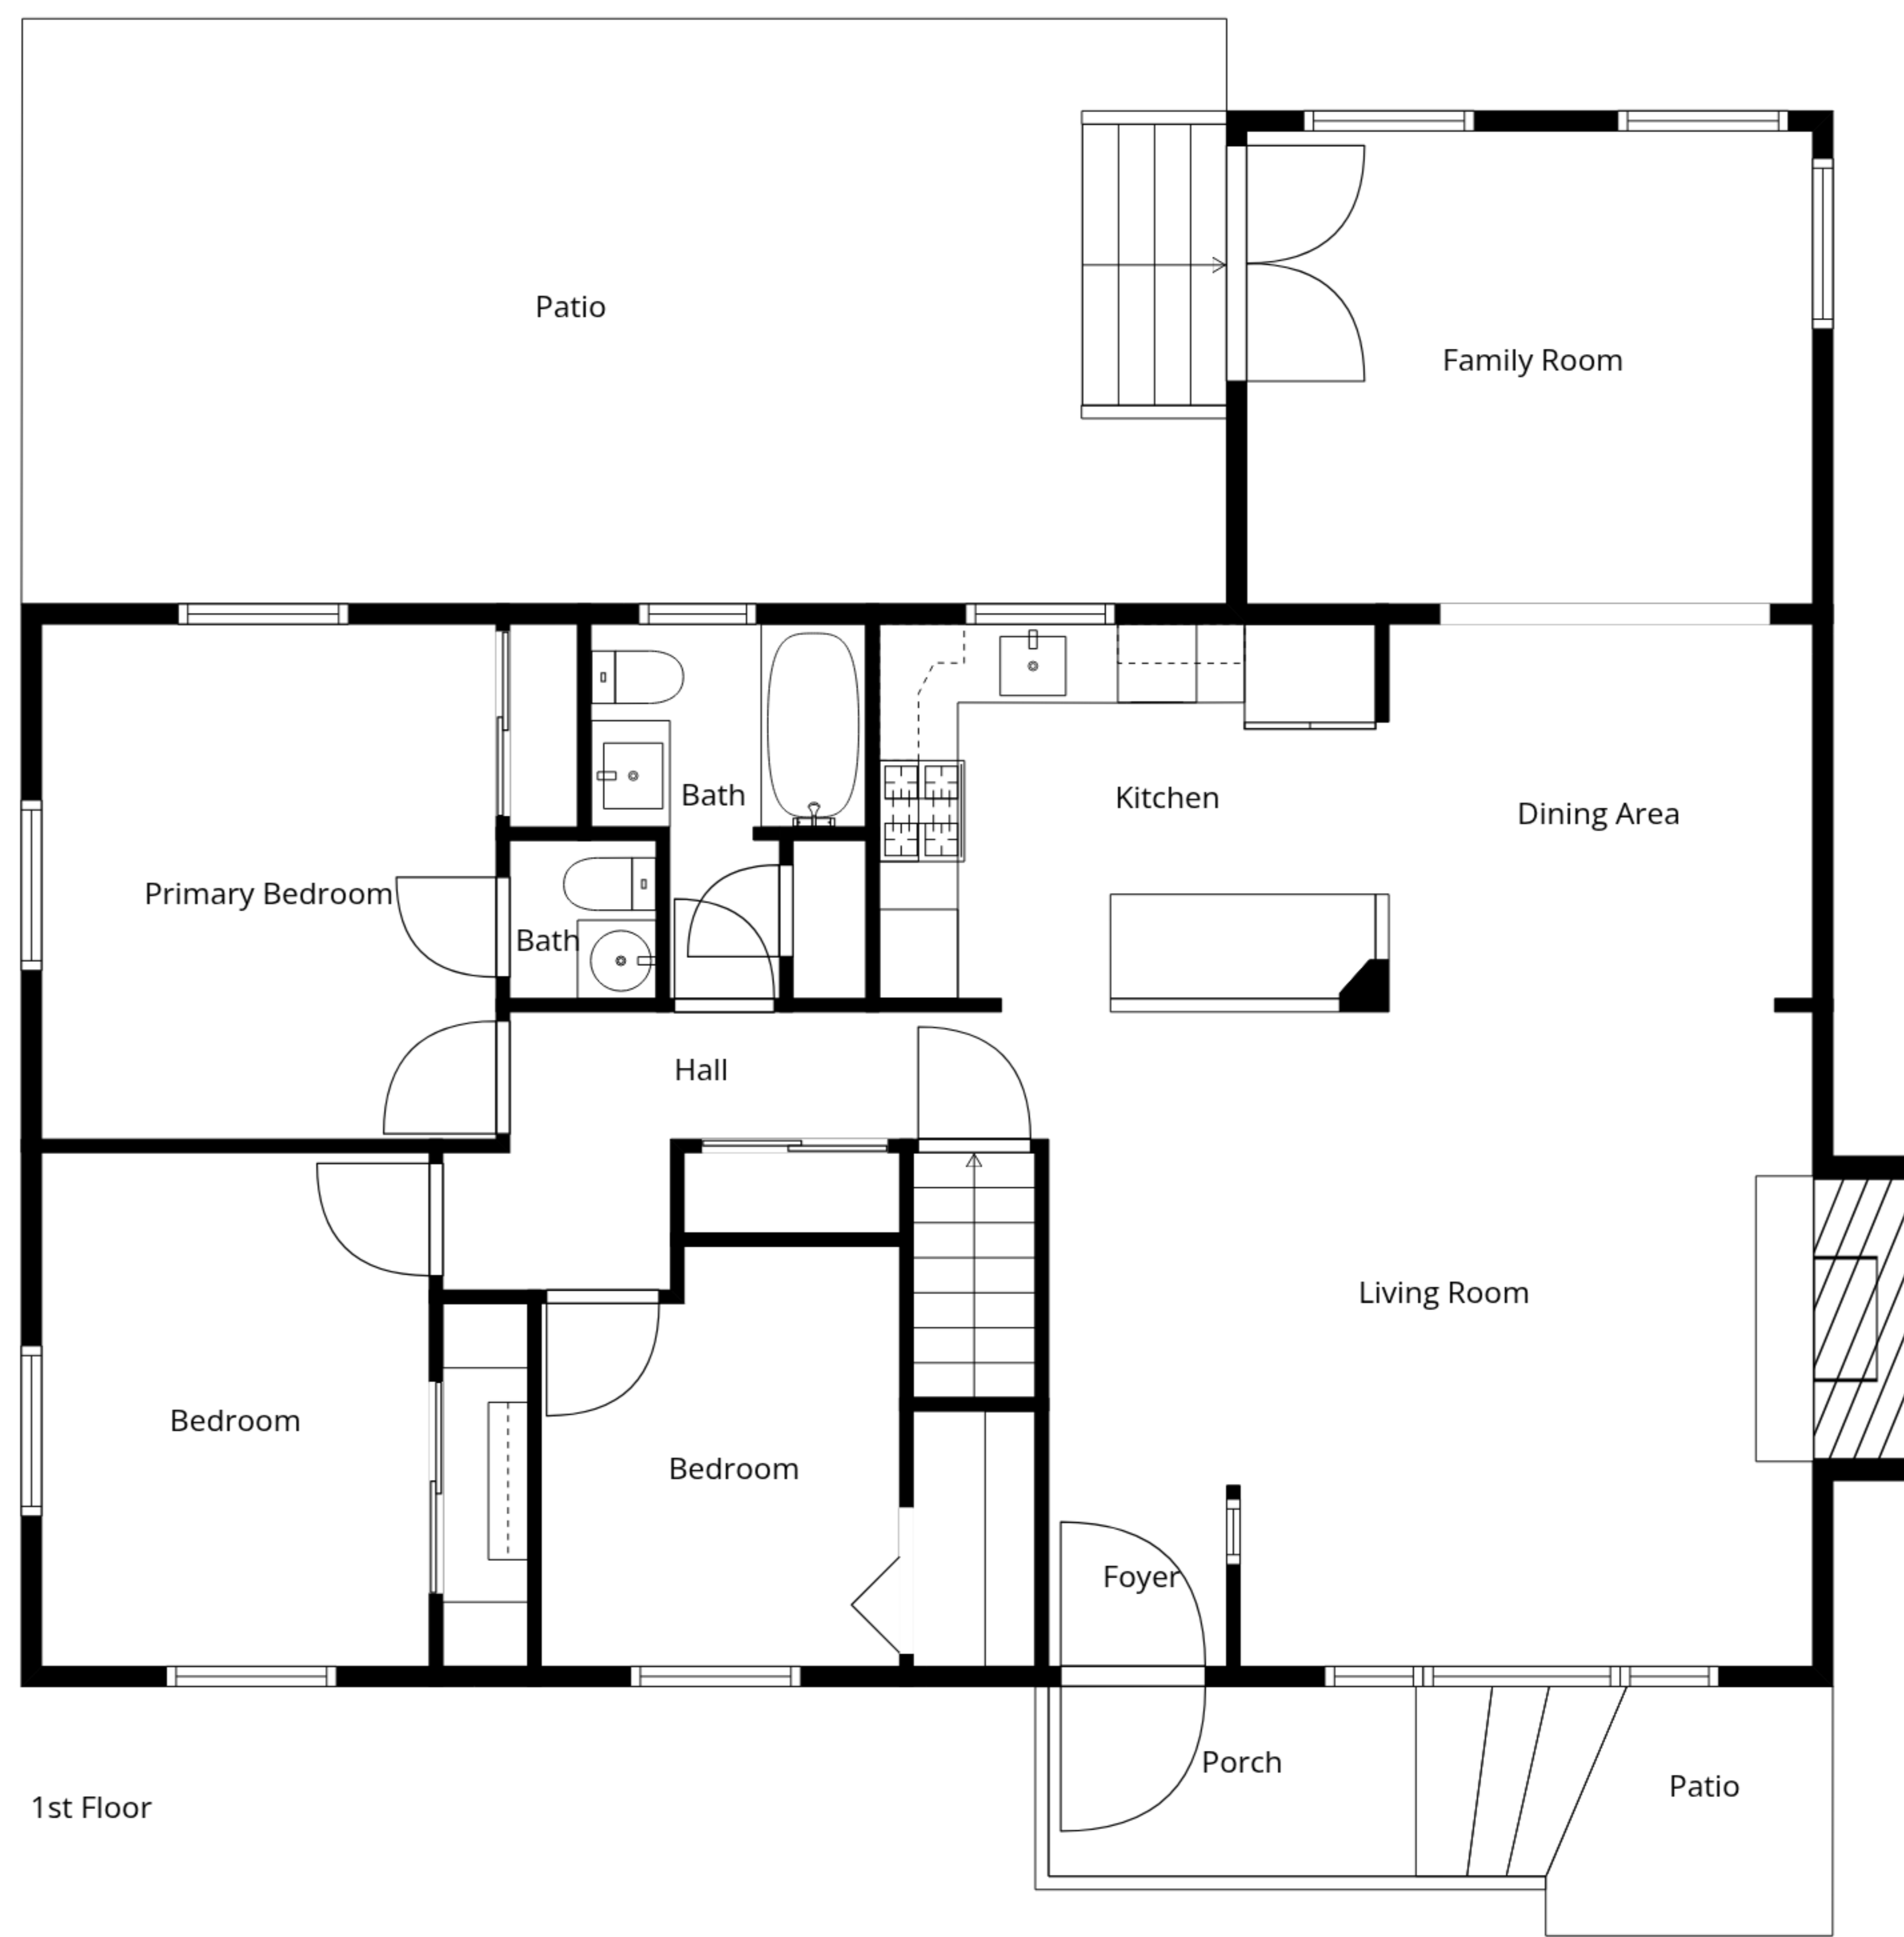 Patio
Family Room
Bath
Kitchen
Dining Area
Primary Bedroom
Bath
Hall
Living Room
Bedroom
Bedroom
Foyer
Porch
Patio
1st Floor